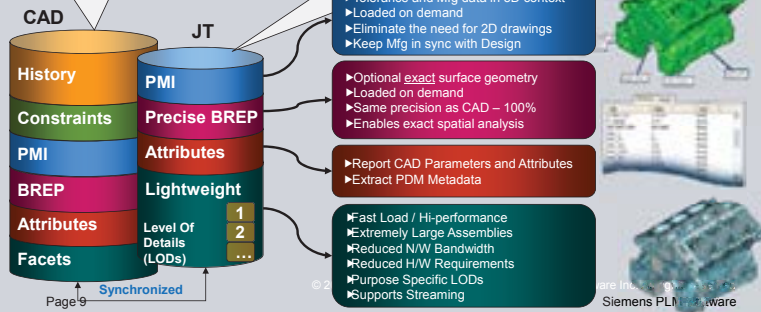 CAD
History
Constraints
PMI
BREP
Attributes
Facets
JT
PMI
Precise BREP
Attributes
Lightweight
Level Of
Details
(LODs)
1
2
...
Synchronized
▶Loaded on demand
▶Eliminate the need for 2D drawings
▶Keep Mfg in sync with Design
▶Optional exact surface geometry
▶Loaded on demand
▶Same precision as CAD – 100%
▶Enables exact spatial analysis
▶Report CAD Parameters and Attributes
▶Extract PDM Metadata
▶Fast Load / Hi-performance
▶Extremely Large Assemblies
▶Reduced N/W Bandwidth
▶Reduced H/W Requirements
▶Purpose Specific LODs
▶Supports Streaming
Page 9
Siemens PLM Software